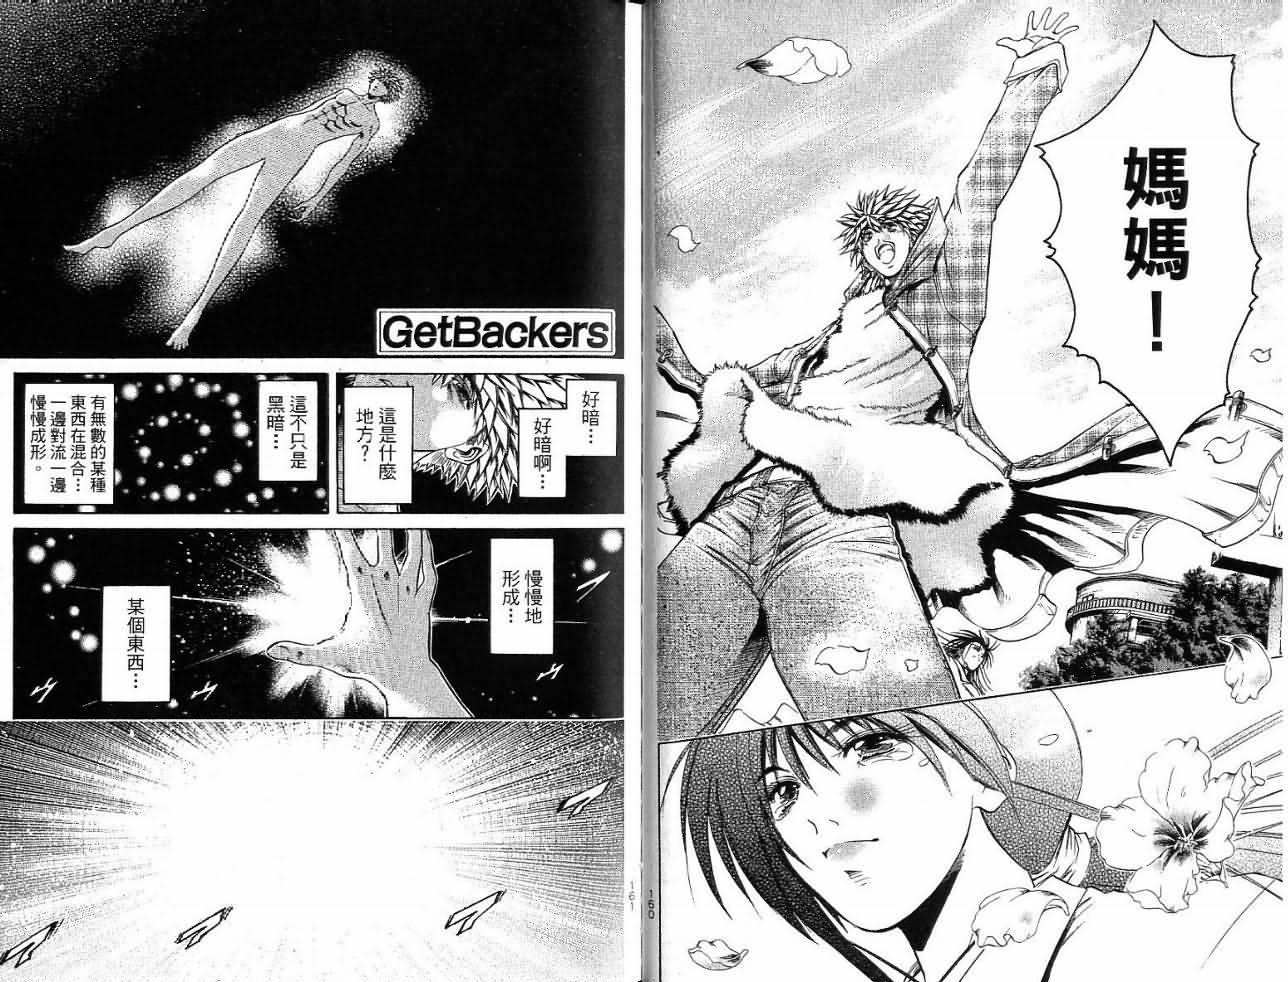 媽媽！
160
GetBackers
好暗…
好暗啊…
這是什麼
地方？
這不只是
黑暗…
有無數的某種
東西在混合…
一邊對流一邊
慢慢成形。
慢慢地
形成…
某個東西…
161